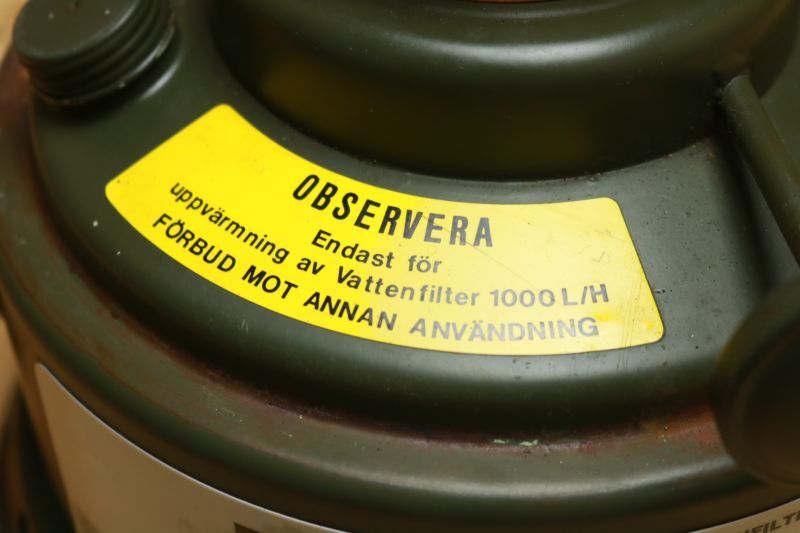 OBSERVERA
Endast för
uppvärmning av Vattenfilter 1000 L/H
FÖRBUD MOT ANNAN ANVÄNDNING